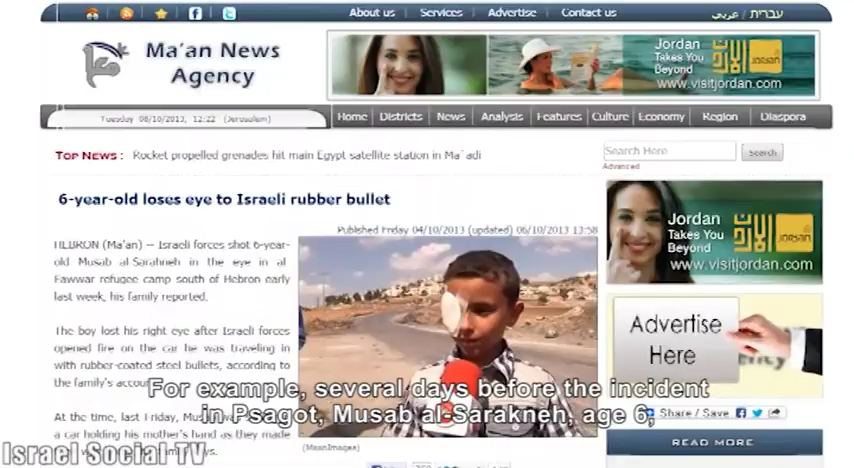 About us
Services
Advertise
Contact us
עברית / عربي
Ma'an News
Agency
Jordan
Takes You
Beyond
www.visitjordan.com
JORDAN
Tuesday 08/10/2013, 12:22 (Jerusalem)
Home
Districts
News
Analysis
Features
Culture
Economy
Region
Diaspora
TOP NEWS : Rocket propelled grenades hit main Egypt satellite station in Ma`adi
Search Here
Search
Advanced
6-year-old loses eye to Israeli rubber bullet
Published Friday 04/10/2013 (updated) 06/10/2013 13:58
HEBRON (Ma'an) -- Israeli forces shot 6-year-
old Musab al-Sarahneh in the eye in al-
Fawwar refugee camp south of Hebron early
last week, his family reported.
The boy lost his right eye after Israeli forces
opened fire on the car he was traveling in
with rubber-coated steel bullets, according to
the family's
At the time, last Friday,
a car holding his mother's hand as they made
(MaanImages)
Jordan
Takes You
Beyond
JORDAN
www.visitjordan.com
Advertise
Here
Share / Save
READ MORE
For example, several days before the incident
in Psagot, Musab al-Sarakneh, age 6,
Israel Social TV